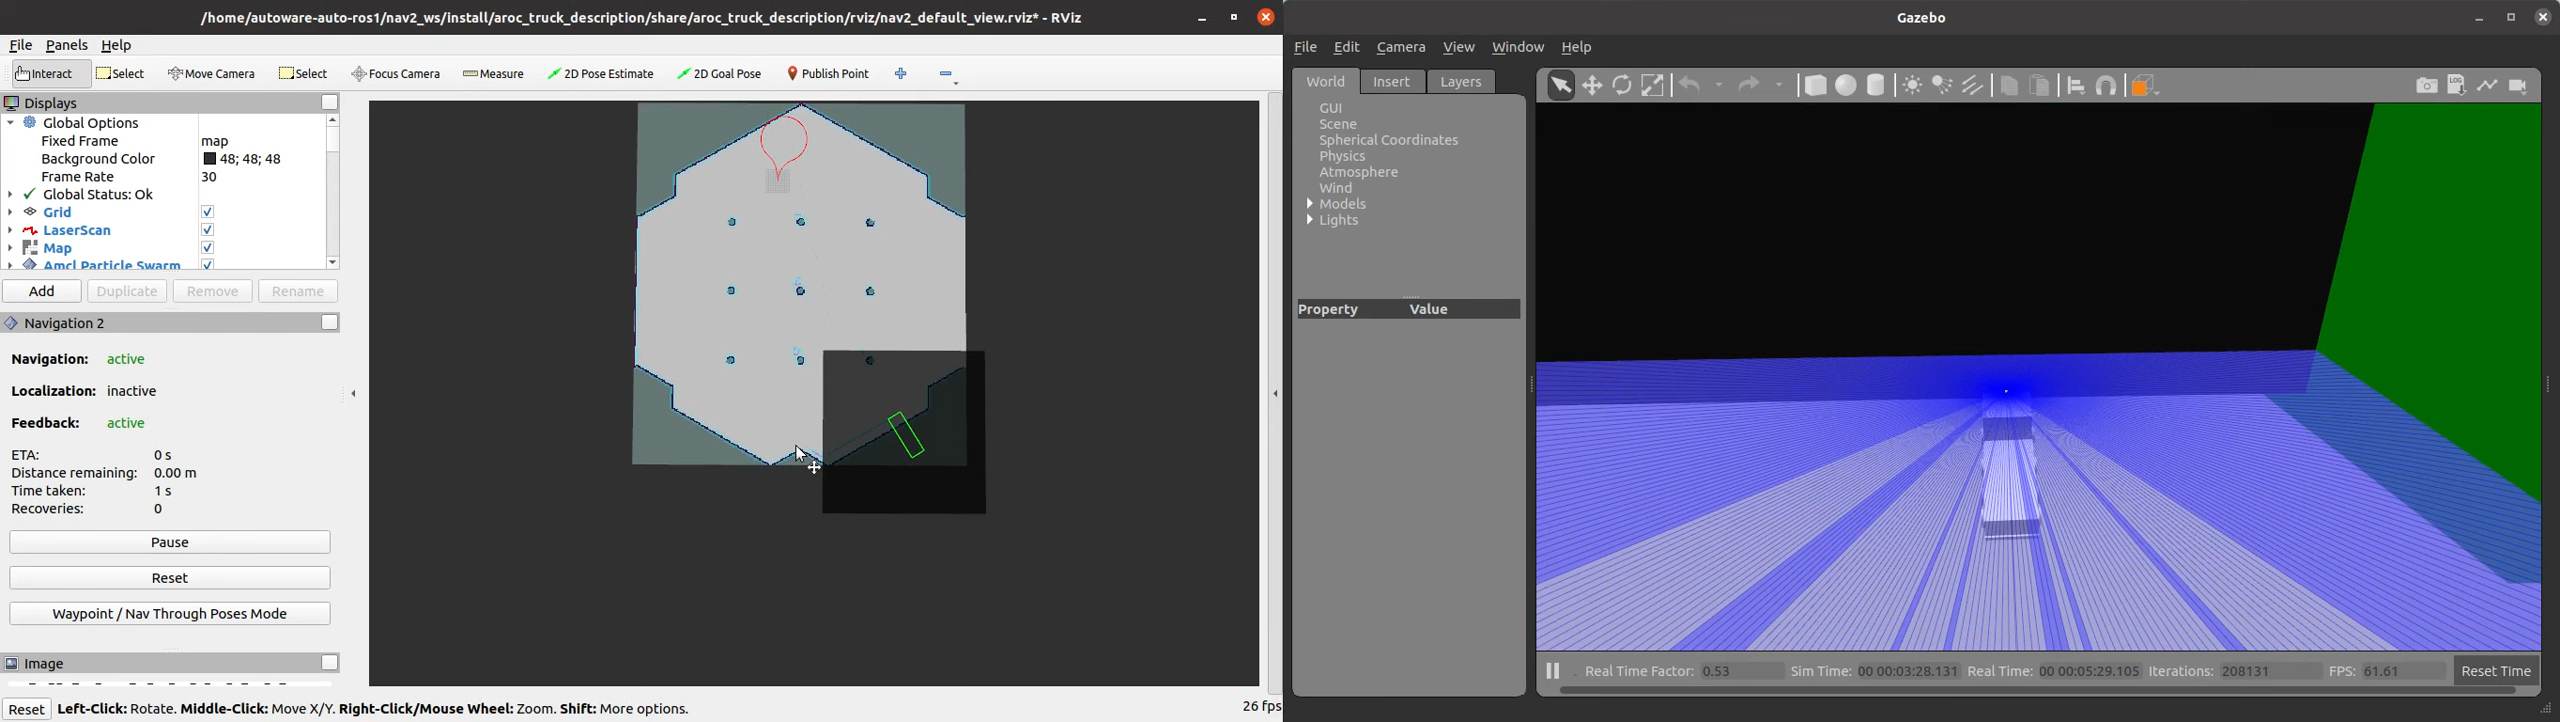 /home/autoware-auto-ros1/nav2_ws/install/aroc_truck_description/share/aroc_truck_description/rviz/nav2_default_view.rviz* - RViz
File Panels Help
Interact Select Move Camera Select Focus Camera Measure 2D Pose Estimate 2D Goal Pose Publish Point
Displays
Global Options
Fixed Frame map
Background Color 48; 48; 48
Frame Rate 30
Global Status: Ok
Grid
LaserScan
Map
Amcl Particle Swarm
Add Duplicate Remove Rename
Navigation 2
Navigation: active
Localization: inactive
Feedback: active
ETA: 0 s
Distance remaining: 0.00 m
Time taken: 1 s
Recoveries: 0
Pause
Reset
Waypoint / Nav Through Poses Mode
Image
Reset Left-Click: Rotate. Middle-Click: Move X/Y. Right-Click/Mouse Wheel: Zoom. Shift: More options. 26 fps
Gazebo
File Edit Camera View Window Help
World Insert Layers
GUI
Scene
Spherical Coordinates
Physics
Atmosphere
Wind
Models
Lights
Property Value
LOG
Real Time Factor: 0.53 Sim Time: 00 00:03:28.131 Real Time: 00 00:05:29.105 Iterations: 208131 FPS: 61.61 Reset Time